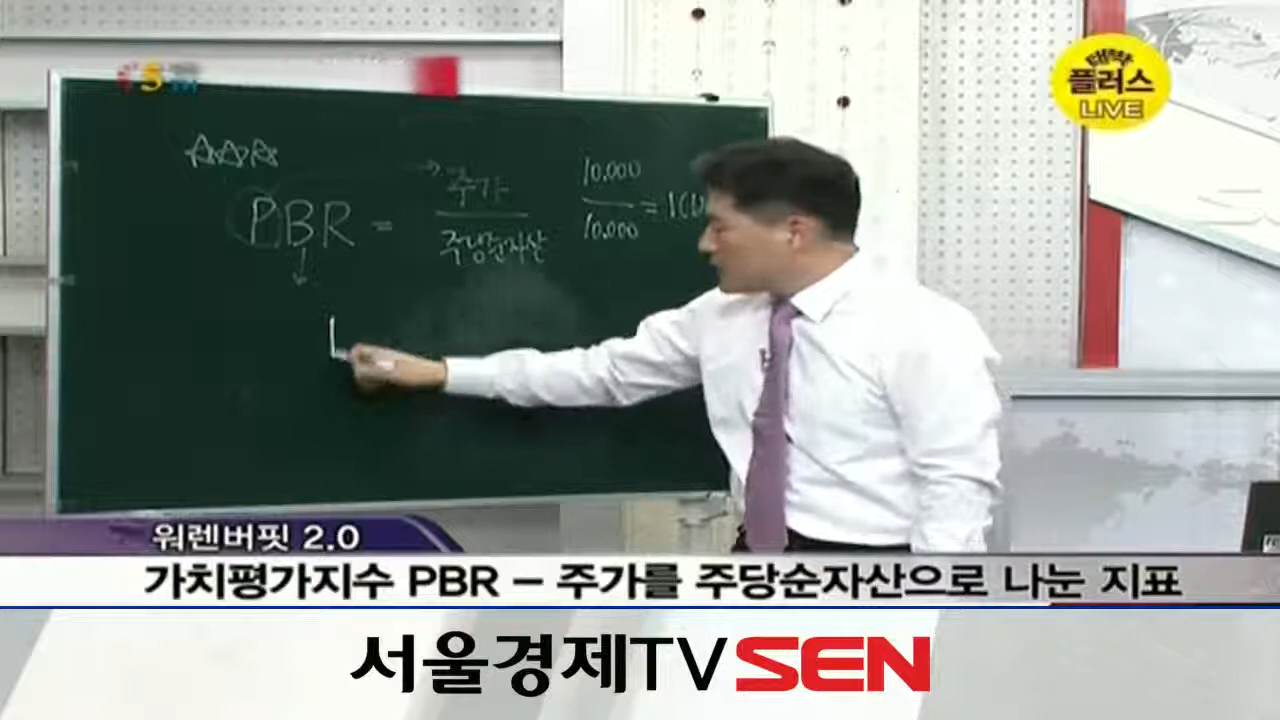 플러스
LIVE
☆☆☆
PBR = 주가 / 주당순자산
10,000 / 10,000 = 1
워렌버핏 2.0
가치평가지수 PBR – 주가를 주당순자산으로 나눈 지표
서울경제TV SEN